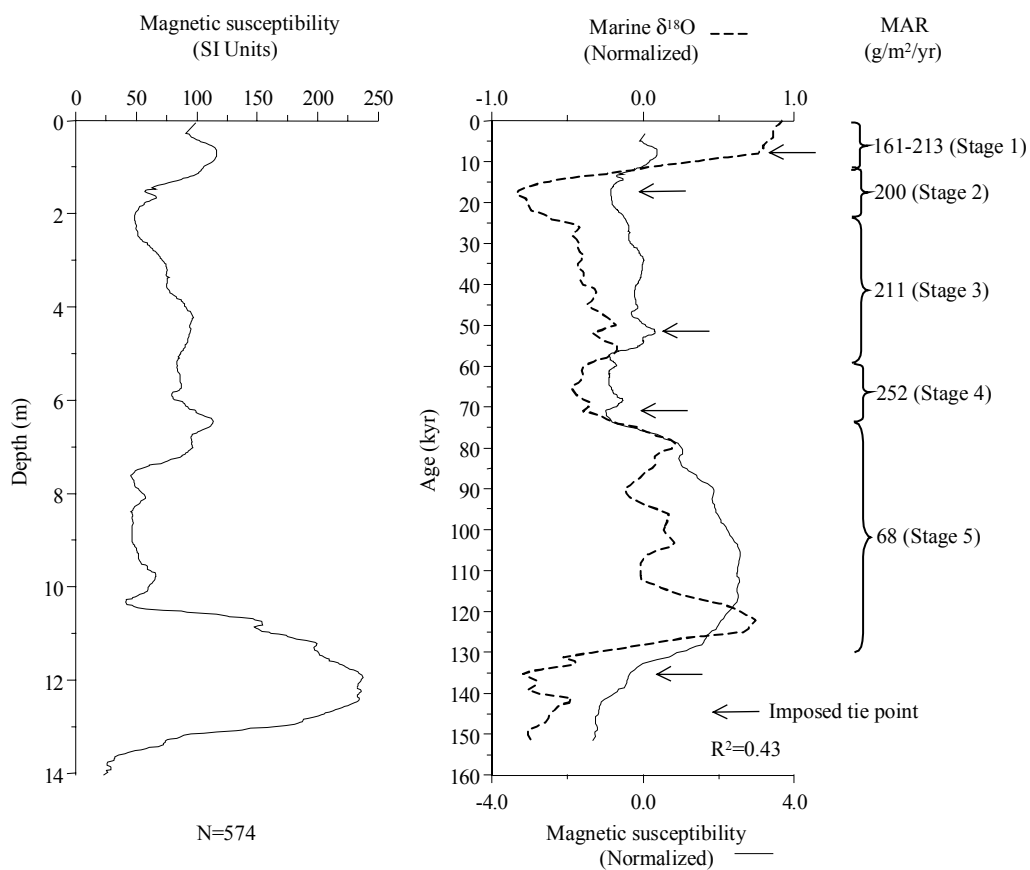 Magnetic susceptibility
(SI Units)
0 50 100 150 200 250
0
2
4
6
8
10
12
14
Depth (m)
N=574
Marine δ¹⁸O
(Normalized)
-1.0 0.0 1.0
0
10
20
30
40
50
60
70
80
90
100
110
120
130
140
150
160
Age (kyr)
Imposed tie point
R²=0.43
-4.0 0.0 4.0
Magnetic susceptibility
(Normalized)
MAR
(g/m²/yr)
161-213 (Stage 1)
200 (Stage 2)
211 (Stage 3)
252 (Stage 4)
68 (Stage 5)